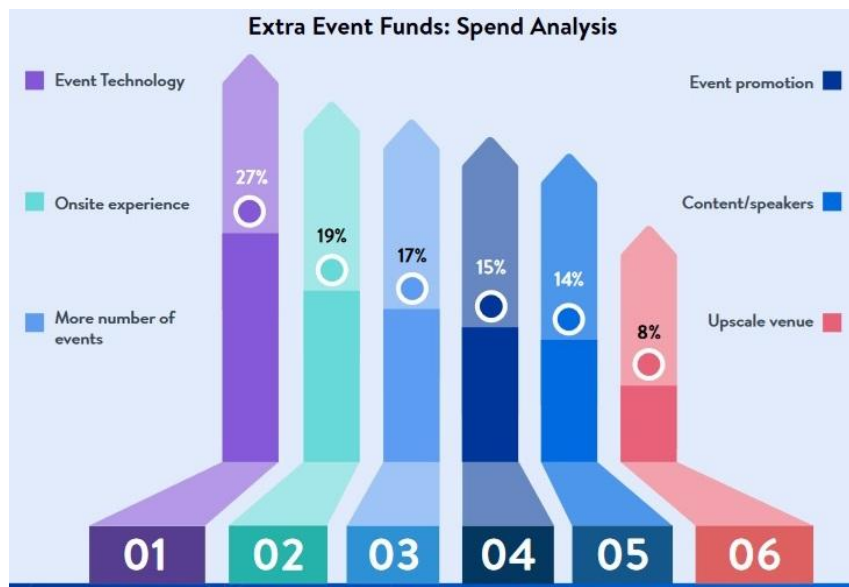 Extra Event Funds: Spend Analysis
Event Technology
Onsite experience
More number of
events
Event promotion
Content/speakers
Upscale venue
27%
19%
17%
15%
14%
8%
01
02
03
04
05
06